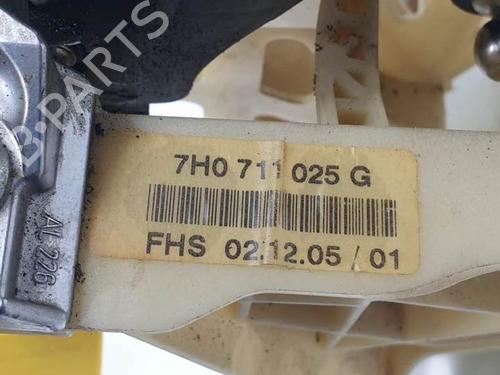 B-PARTS
7H0 711 025 G
FHS 02.12.05 / 01
AL 226